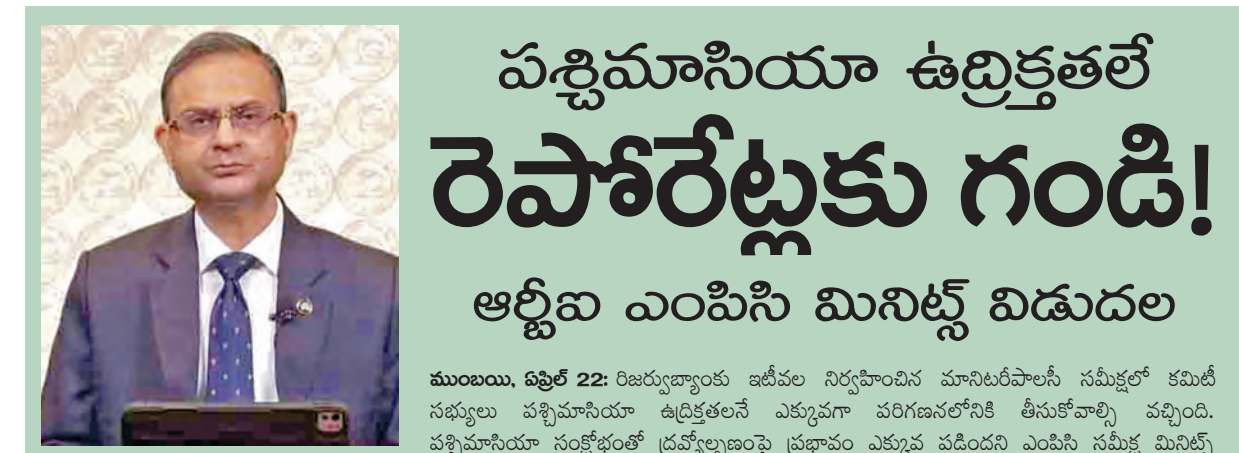 పశ్చిమాసియా ఉద్రిక్తతలే
రెపోరేట్లకు గండి!
ఆర్బీఐ ఎంపిసి మినిట్స్ విడుదల
ముంబయి, ఏప్రిల్ 22: రిజర్వుబ్యాంకు ఇటీవల నిర్వహించిన మానిటరీపాలసీ సమీక్షలో కమిటీ
సభ్యులు పశ్చిమాసియా ఉద్రిక్తతలనే ఎక్కువగా పరిగణనలోనికి తీసుకోవాల్సి వచ్చింది.
పశ్చిమాసియా సంక్షోభంతో ద్రవ్యోల్బణంపై ప్రభావం ఎక్కువ పడిందని ఎంపిసి సమీక్ష మినిట్స్